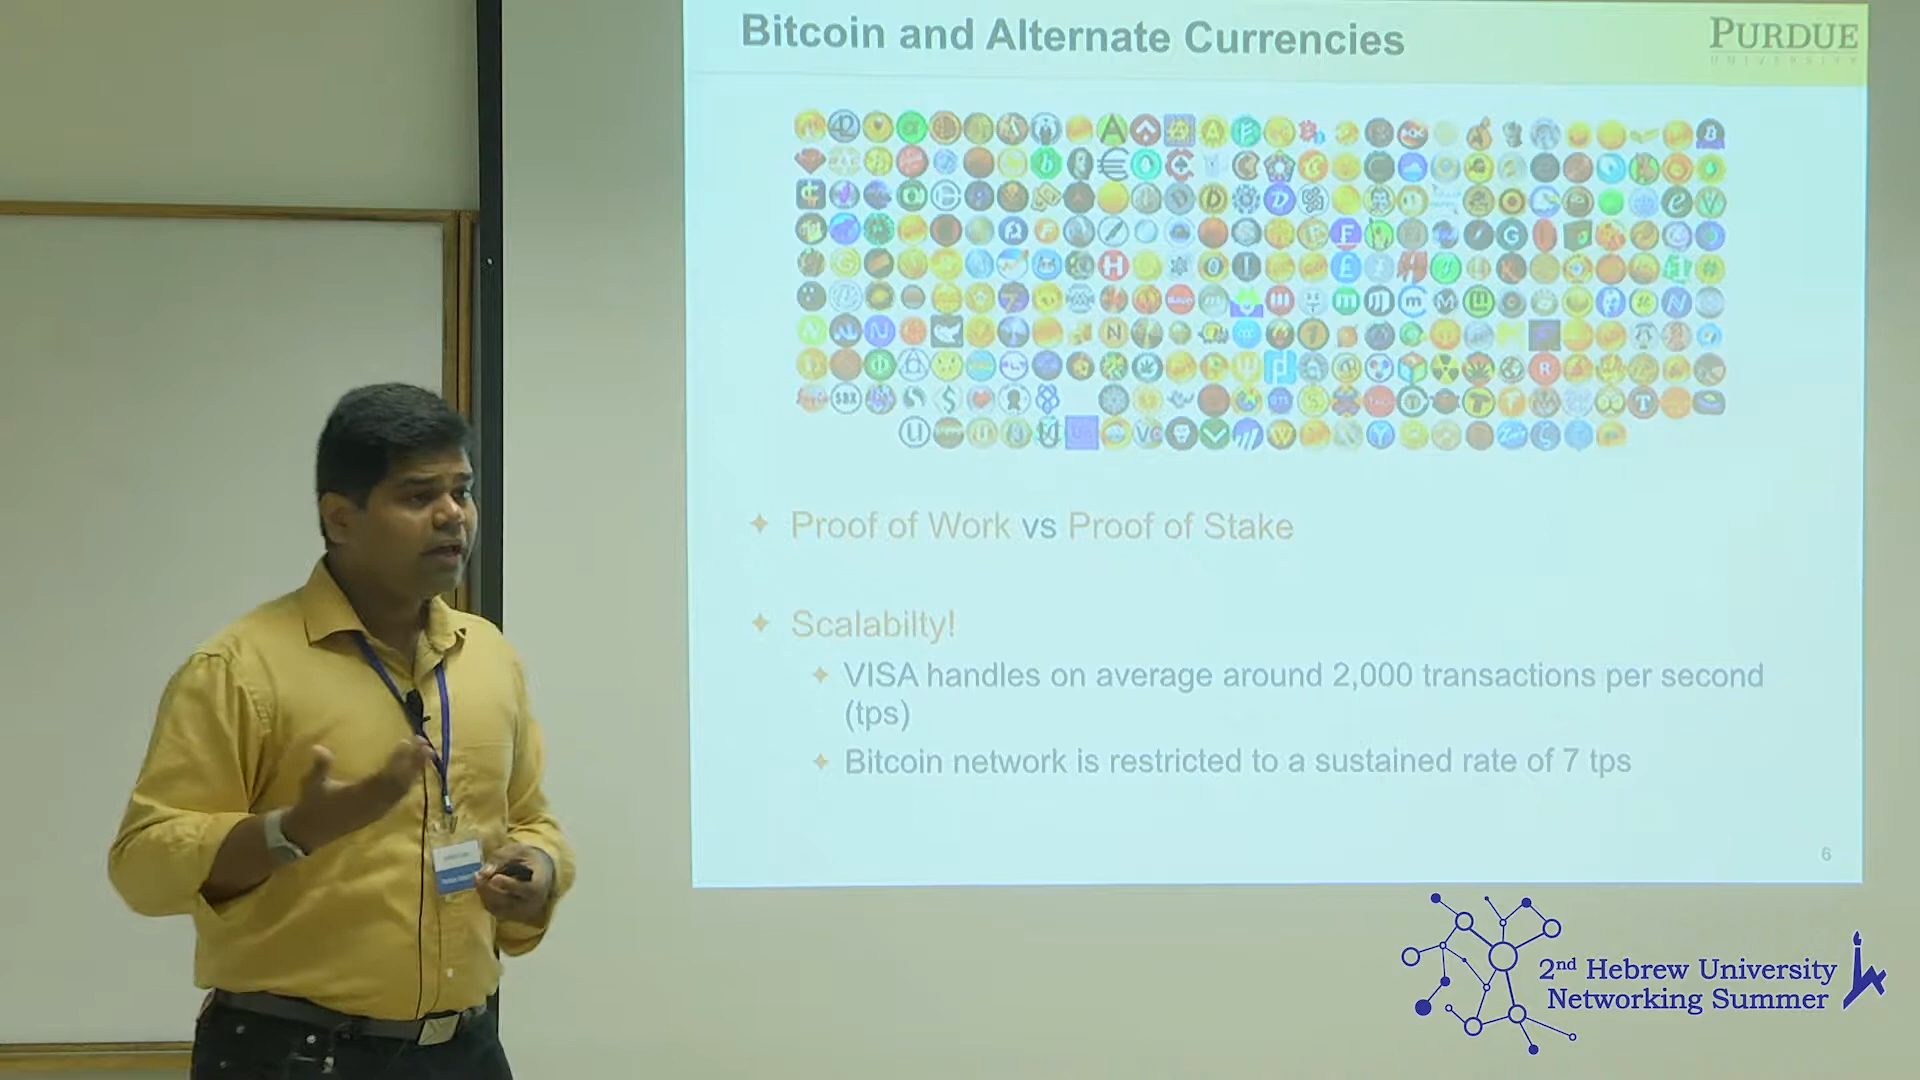 Bitcoin and Alternate Currencies
PURDUE
UNIVERSITY
Proof of Work vs Proof of Stake
Scalabilty!
VISA handles on average around 2,000 transactions per second
(tps)
Bitcoin network is restricted to a sustained rate of 7 tps
6
2nd Hebrew University
Networking Summer